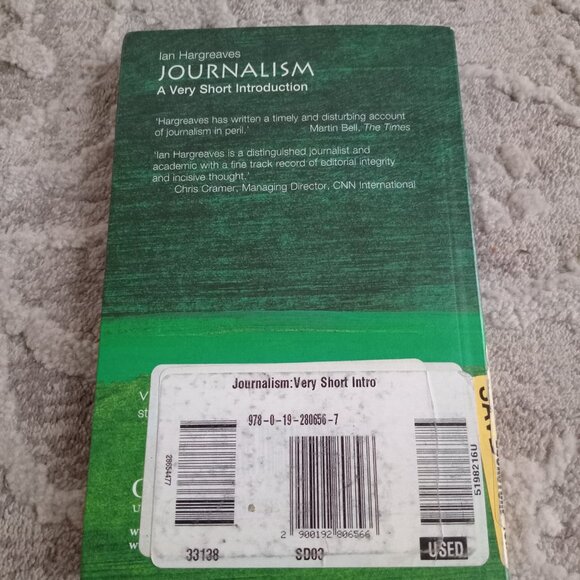 Ian Hargreaves
JOURNALISM
A Very Short Introduction
‘Hargreaves has written a timely and disturbing account
of journalism in peril.’ Martin Bell, The Times
‘Ian Hargreaves is a distinguished journalist and
academic with a fine track record of editorial integrity
and incisive thought.’
Chris Cramer, Managing Director, CNN International
Journalism:Very Short Intro
978-0-19-280656-7
28654477
5198216U
2 900192 806566
33138 SD03 USED